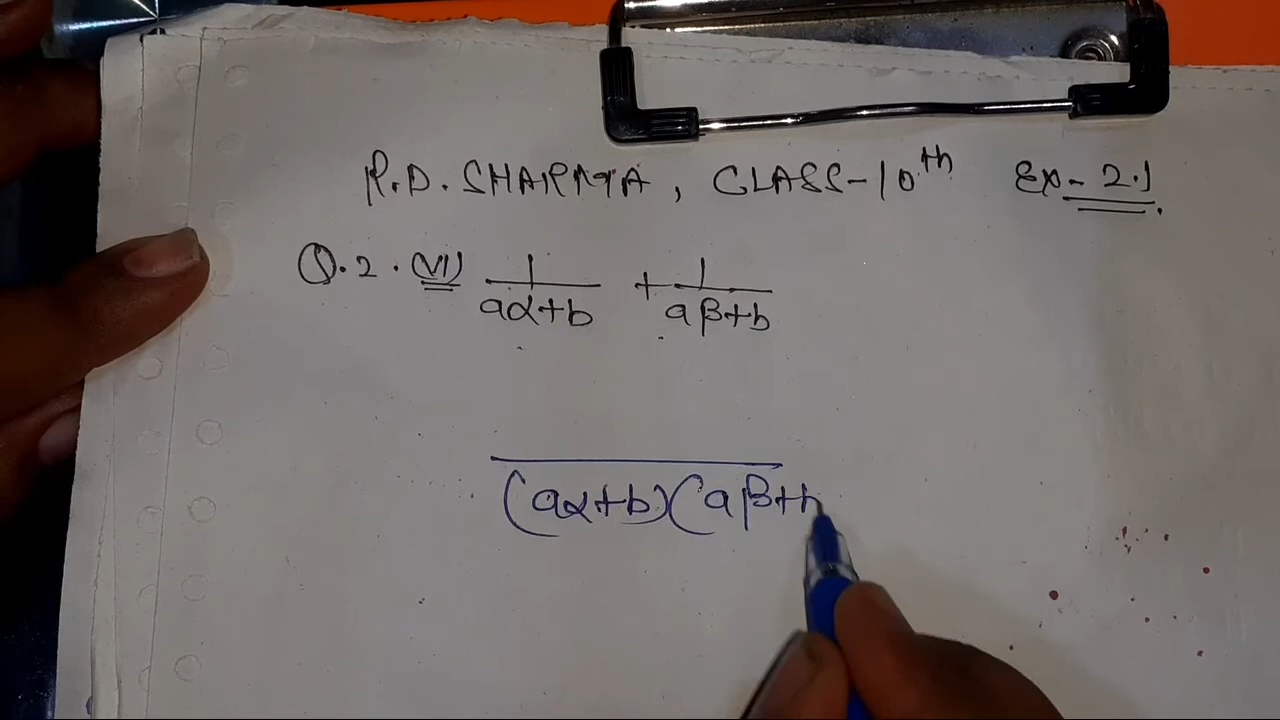 R.D. SHARMA, CLASS-10th Ex-2.1.
Q.2. (VI) 1/(aα+b) + 1/(aβ+b)
(aα+b)(aβ+b